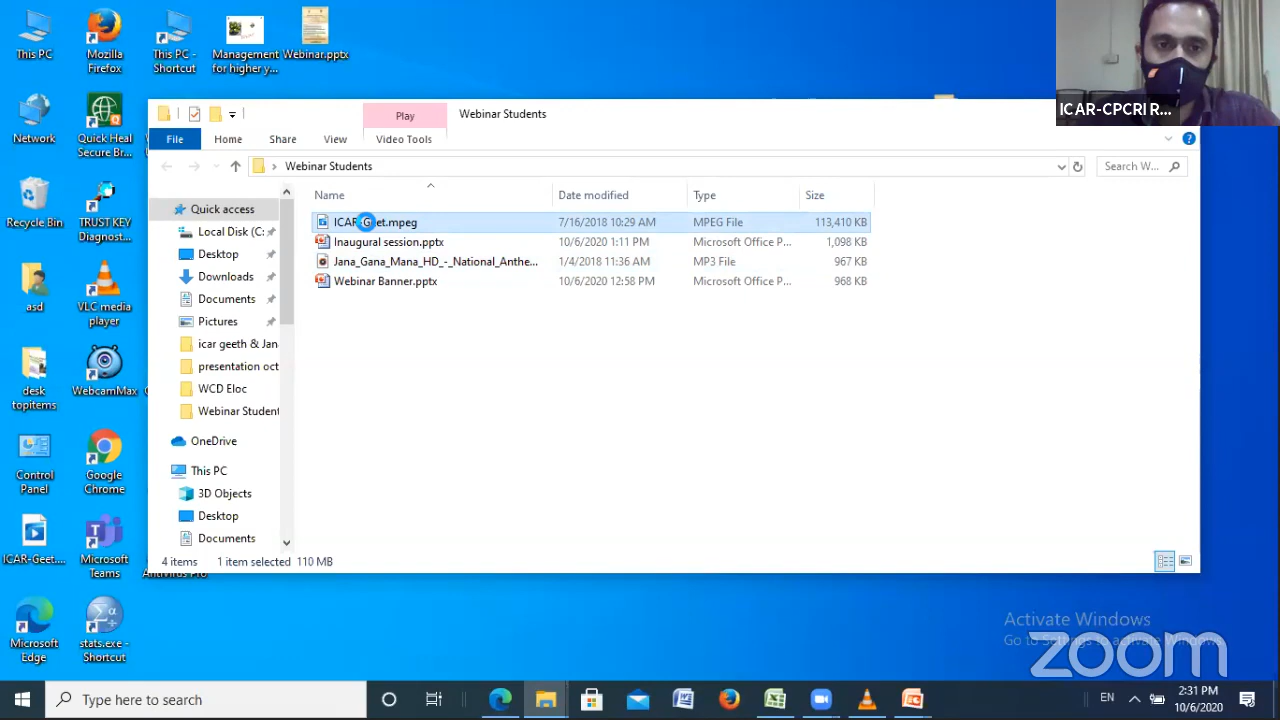 This PC
Mozilla
Firefox
This PC -
Shortcut
Management
for higher y...
Webinar.pptx
ICAR-CPCRI R...
Network
Quick Heal
Secure Br...
Recycle Bin
TRUST KEY
Diagnost...
asd
VLC media
player
desk
topitems
WebcamMax
Control
Panel
Google
Chrome
ICAR-Geet....
Microsoft
Teams
Antivirus Pro
Microsoft
Edge
stats.exe -
Shortcut
Play
Webinar Students
File
Home
Share
View
Video Tools
Webinar Students
Search W...
Name
Date modified
Type
Size
ICAR-Geet.mpeg
7/16/2018 10:29 AM
MPEG File
113,410 KB
Inaugural session.pptx
10/6/2020 1:11 PM
Microsoft Office P...
1,098 KB
Jana_Gana_Mana_HD_-_National_Anthe...
1/4/2018 11:36 AM
MP3 File
967 KB
Webinar Banner.pptx
10/6/2020 12:58 PM
Microsoft Office P...
968 KB
Quick access
Local Disk (C:
Desktop
Downloads
Documents
Pictures
icar geeth & Jan
presentation oct
WCD Eloc
Webinar Student
OneDrive
This PC
3D Objects
Desktop
Documents
4 items
1 item selected
110 MB
Activate Windows
Go to Settings to activate Windows.
zoom
Type here to search
EN
2:31 PM
10/6/2020